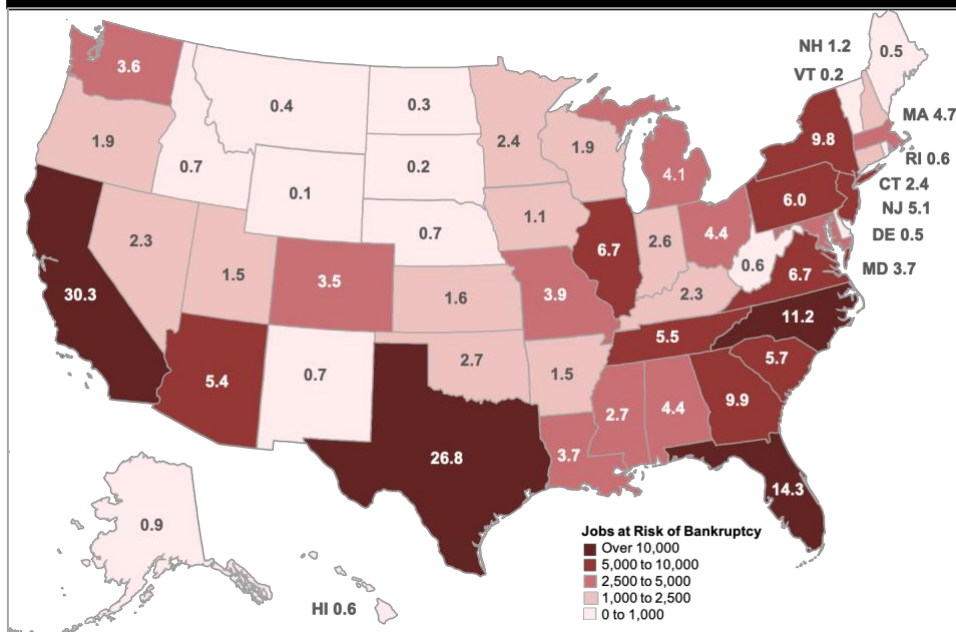 NH 1.2
0.5
VT 0.2
3.6
0.4
0.3
MA 4.7
9.8
1.9
2.4
1.9
RI 0.6
0.7
0.2
4.1
CT 2.4
0.1
6.0
NJ 5.1
1.1
0.7
4.4
DE 0.5
2.3
6.7
2.6
0.6
MD 3.7
1.5
3.5
6.7
30.3
1.6
3.9
2.3
11.2
5.5
2.7
5.7
5.4
0.7
1.5
9.9
2.7
4.4
26.8
3.7
14.3
0.9
Jobs at Risk of Bankruptcy
Over 10,000
5,000 to 10,000
2,500 to 5,000
1,000 to 2,500
0 to 1,000
HI 0.6